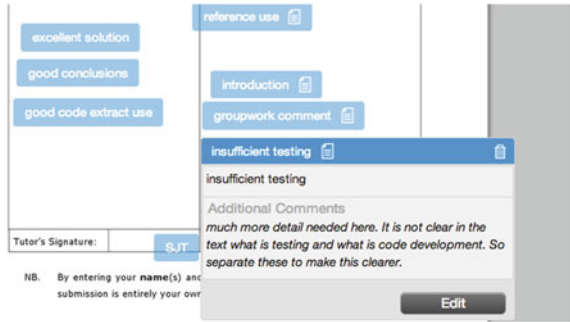 reference use
excellent solution
good conclusions
introduction
good code extract use
groupwork comment
insufficient testing
insufficient testing
Additional Comments
much more detail needed here. It is not clear in the
text what is testing and what is code development. So
separate these to make this clearer.
Edit
Tutor's Signature:
SJT
NB. By entering your name(s) and
submission is entirely your own